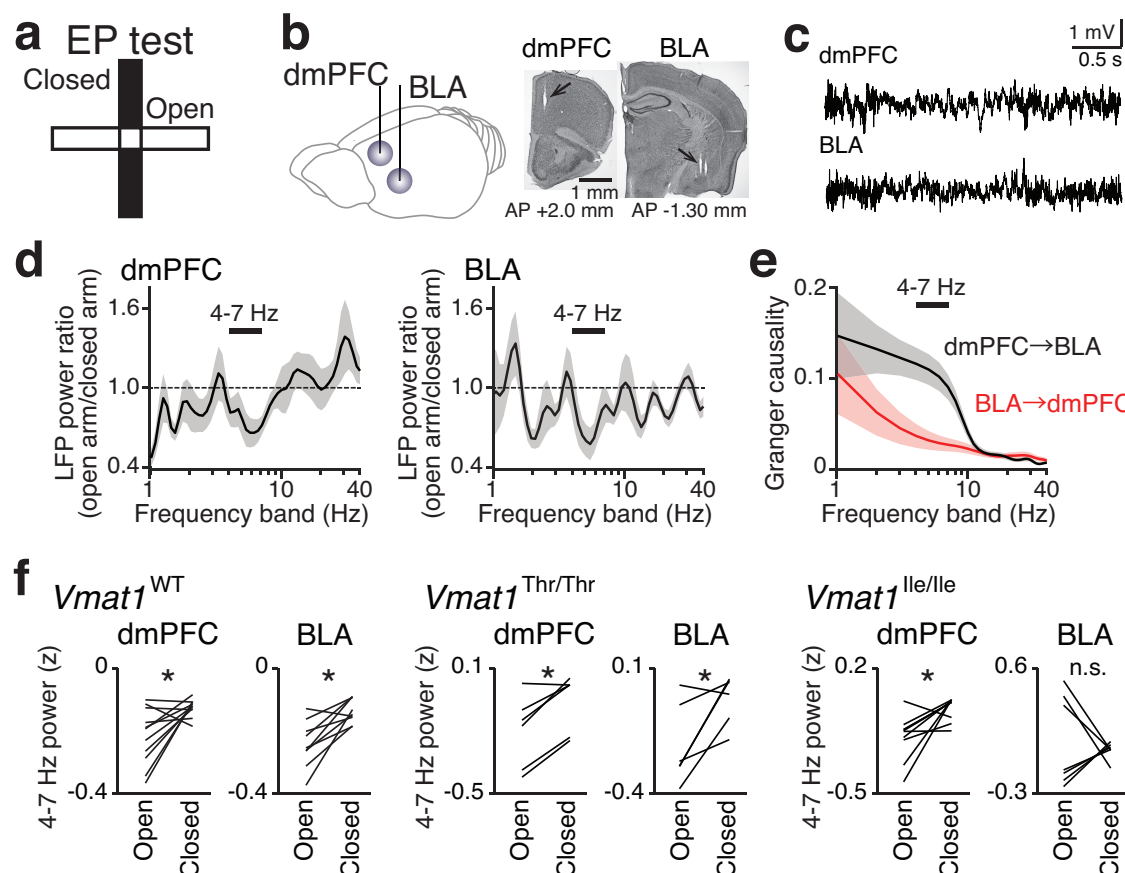 a
EP test
Closed
Open
b
dmPFC
BLA
dmPFC
BLA
1 mm
AP +2.0 mm
AP -1.30 mm
c
1 mV
0.5 s
dmPFC
BLA
d
dmPFC
LFP power ratio
(open arm/closed arm)
1.6
1.0
0.4
4-7 Hz
1
10
40
Frequency band (Hz)
BLA
LFP power ratio
(open arm/closed arm)
1.6
1.0
0.4
4-7 Hz
1
10
40
Frequency band (Hz)
e
Granger causality
0.2
0.1
0
4-7 Hz
dmPFC→BLA
BLA→dmPFC
1
10
40
Frequency band (Hz)
f
Vmat1WT
dmPFC
4-7 Hz power (z)
0
-0.4
*
Open
Closed
BLA
0
-0.4
*
Open
Closed
Vmat1Thr/Thr
dmPFC
4-7 Hz power (z)
0.1
-0.5
*
Open
Closed
BLA
0.1
-0.4
*
Open
Closed
Vmat1Ile/Ile
dmPFC
4-7 Hz power (z)
0.2
-0.5
*
Open
Closed
BLA
0.6
-0.3
n.s.
Open
Closed